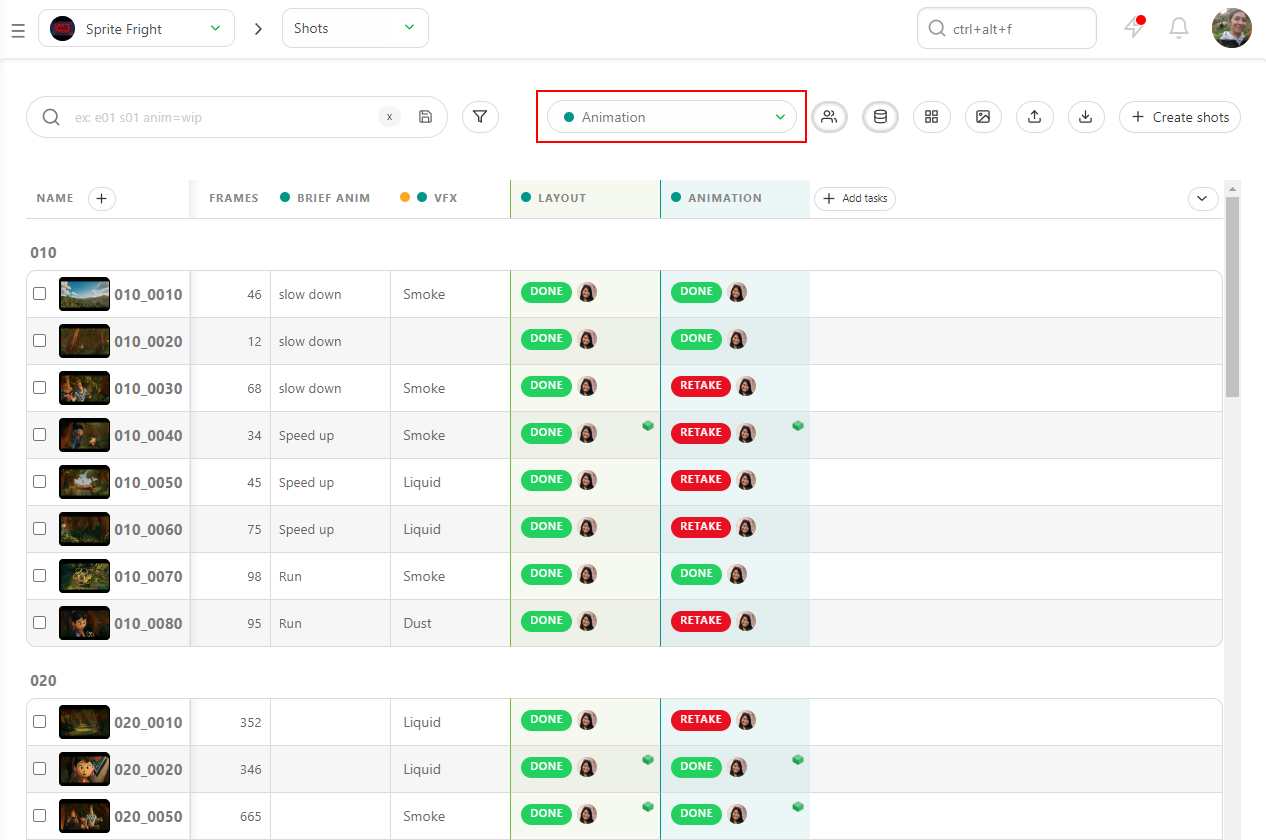 Sprite Fright
Shots
ctrl+alt+f
ex: e01 s01 anim=wip
x
Animation
Create shots
NAME FRAMES BRIEF ANIM VFX LAYOUT ANIMATION Add tasks
010
010_0010 46 slow down Smoke DONE DONE
010_0020 12 slow down DONE DONE
010_0030 68 slow down Smoke DONE RETAKE
010_0040 34 Speed up Smoke DONE RETAKE
010_0050 45 Speed up Liquid DONE RETAKE
010_0060 75 Speed up Liquid DONE RETAKE
010_0070 98 Run Smoke DONE DONE
010_0080 95 Run Dust DONE RETAKE
020
020_0010 352 Liquid DONE RETAKE
020_0020 346 Liquid DONE DONE
020_0050 665 Smoke DONE DONE